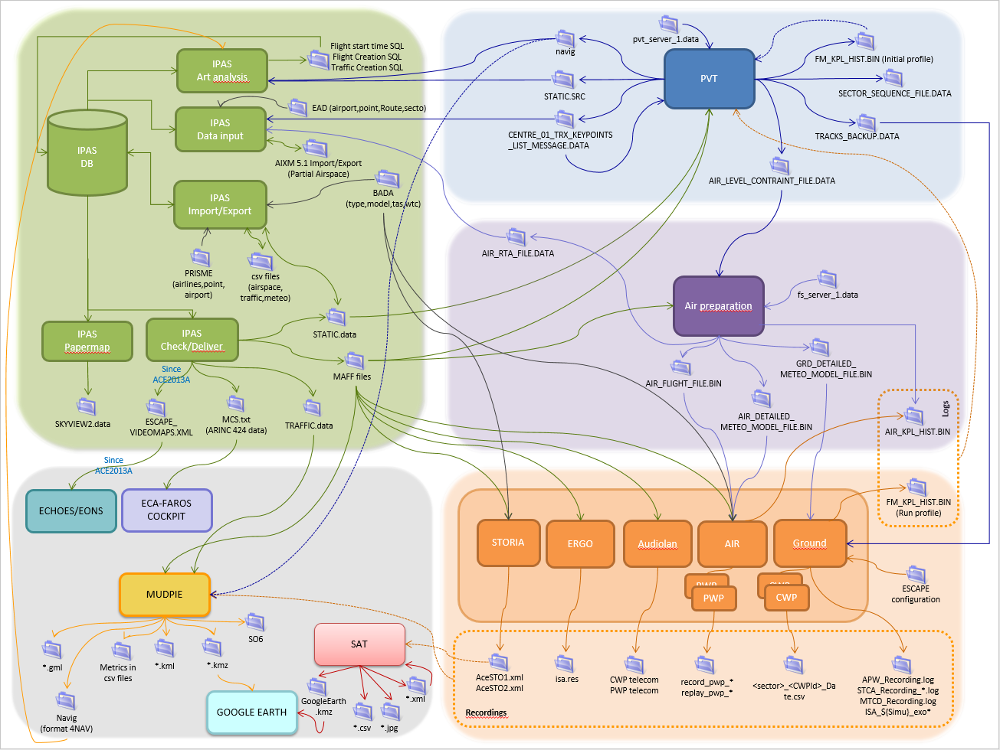 IPAS
Art analysis
Flight start time SQL
Flight Creation SQL
Traffic Creation SQL
IPAS
Data input
EAD (airport,point,Route,secto)
AIXM 5.1 Import/Export
(Partial Airspace)
IPAS
DB
IPAS
Import/Export
BADA
(type,model,tas,wtc)
PRISME
(airlines,point,
airport)
csv files
(airspace,
traffic,meteo)
STATIC.data
MAFF files
IPAS
Papermap
IPAS
Check/Deliver
Since
ACE2013A
SKYVIEW2.data
ESCAPE_
VIDEOMAPS.XML
MCS.txt
(ARINC 424 data)
TRAFFIC.data
navig
pvt_server_1.data
PVT
STATIC.SRC
CENTRE_01_TRX_KEYPOINTS
_LIST_MESSAGE.DATA
FM_KPL_HIST.BIN (Initial profile)
SECTOR_SEQUENCE_FILE.DATA
TRACKS_BACKUP.DATA
AIR_LEVEL_CONTRAINT_FILE.DATA
AIR_RTA_FILE.DATA
Air preparation
fs_server_1.data
AIR_FLIGHT_FILE.BIN
GRD_DETAILED_
METEO_MODEL_FILE.BIN
AIR_DETAILED_
METEO_MODEL_FILE.BIN
Logs
AIR_KPL_HIST.BIN
FM_KPL_HIST.BIN
(Run profile)
Since
ACE2013A
ECHOES/EONS
ECA-FAROS
COCKPIT
MUDPIE
*.gml
Metrics in
csv files
*.kml
*.kmz
SO6
Navig
(format 4NAV)
GOOGLE EARTH
SAT
GoogleEarth
.kmz
*.csv
*.jpg
*.xml
STORIA
ERGO
Audiolan
AIR
Ground
PWP
PWP
CWP
CWP
ESCAPE
configuration
AceSTO1.xml
AceSTO2.xml
isa.res
CWP telecom
PWP telecom
record_pwp_*
replay_pwp_*
<sector>_<CWPId>_Da
te.csv
APW_Recording.log
STCA_Recording_*.log
MTCD_Recording.log
ISA_${Simu}_exo*
Recordings